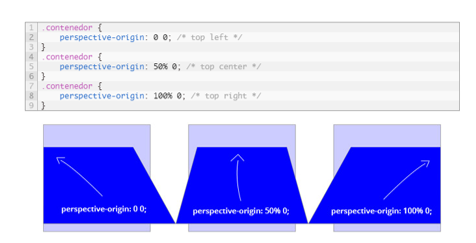 1 .contenedor {
2 perspective-origin: 0 0; /* top left */
3 }
4 .contenedor {
5 perspective-origin: 50% 0; /* top center */
6 }
7 .contenedor {
8 perspective-origin: 100% 0; /* top right */
9 }
perspective-origin: 0 0;
perspective-origin: 50% 0;
perspective-origin: 100% 0;